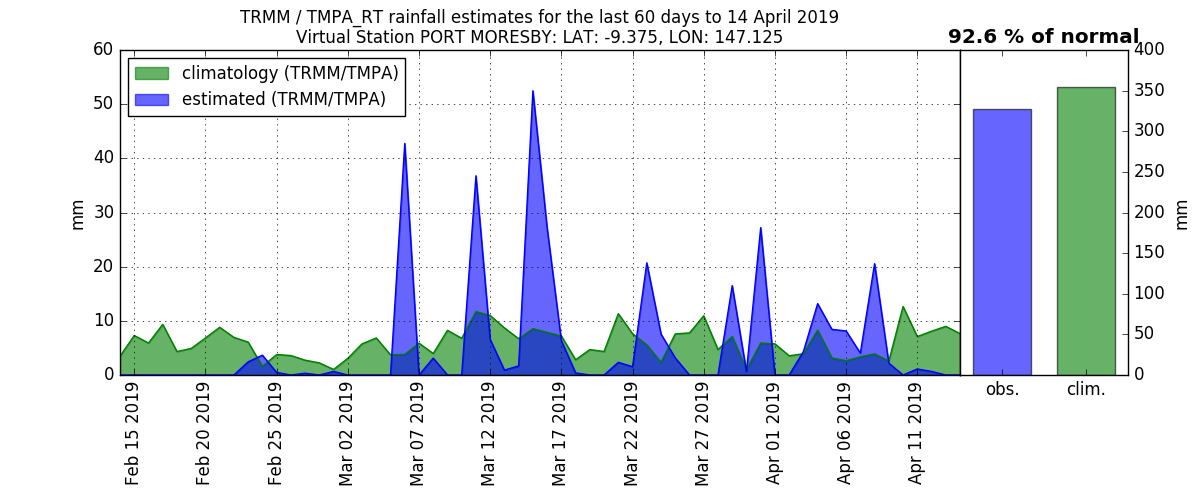 TRMM / TMPA_RT rainfall estimates for the last 60 days to 14 April 2019
Virtual Station PORT MORESBY: LAT: -9.375, LON: 147.125
92.6 % of normal
climatology (TRMM/TMPA)
estimated (TRMM/TMPA)
mm
60
50
40
30
20
10
0
Feb 15 2019
Feb 20 2019
Feb 25 2019
Mar 02 2019
Mar 07 2019
Mar 12 2019
Mar 17 2019
Mar 22 2019
Mar 27 2019
Apr 01 2019
Apr 06 2019
Apr 11 2019
400
350
300
250
200
150
100
50
0
mm
obs.
clim.